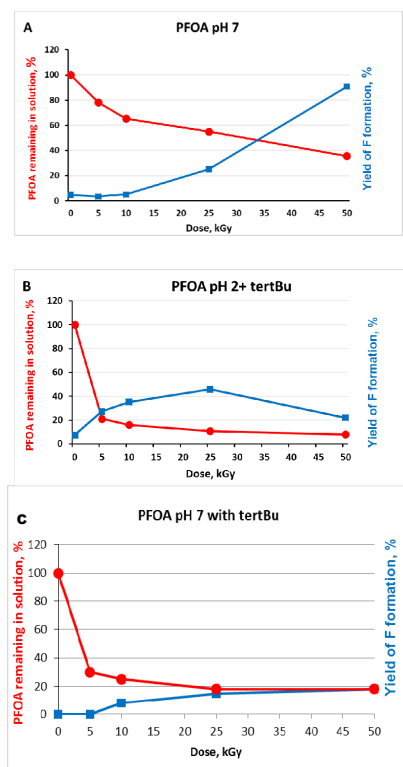 A
PFOA pH 7
PFOA remaining in solution, %
Yield of F formation, %
120
100
80
60
40
20
0
0 5 10 15 20 25 30 35 40 45 50
Dose, kGy
B
PFOA pH 2+ tertBu
PFOA remaining in solution, %
Yield of F formation, %
120
100
80
60
40
20
0
0 5 10 15 20 25 30 35 40 45 50
Dose, kGy
C
PFOA pH 7 with tertBu
PFOA remaining in solution, %
Yield of F formation, %
120
100
80
60
40
20
0
0 5 10 15 20 25 30 35 40 45 50
Dose, kGy